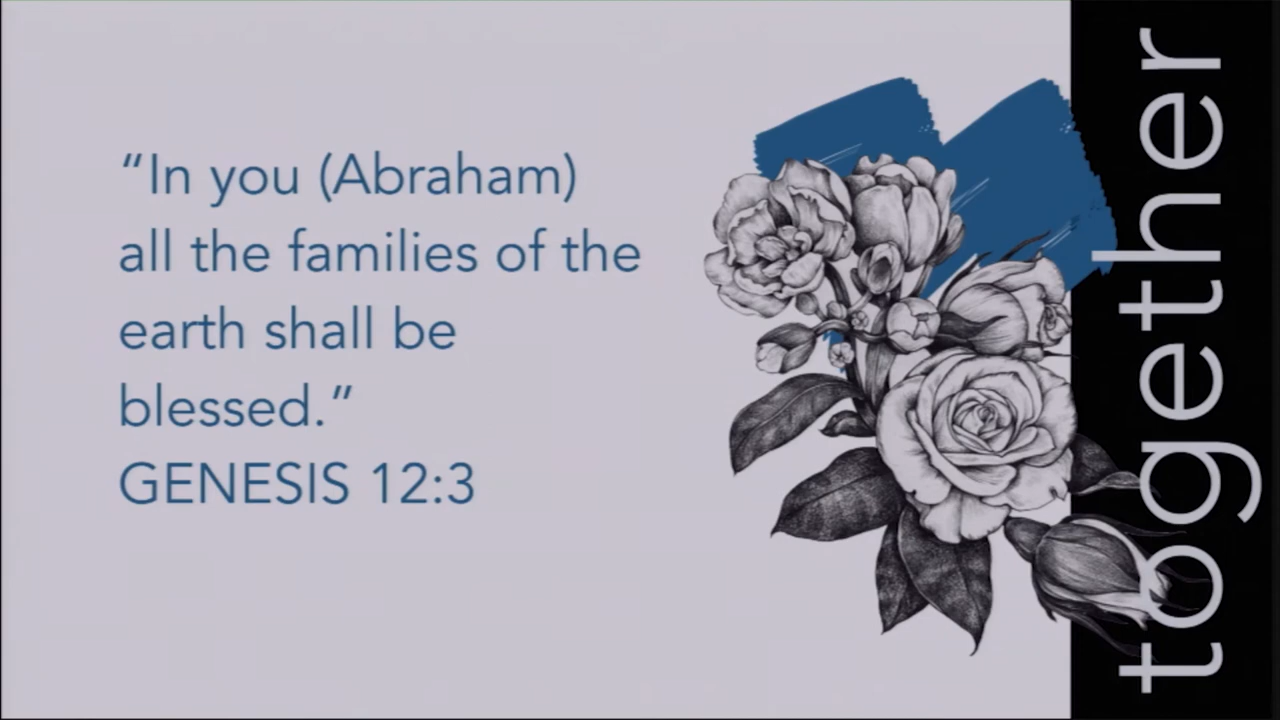 “In you (Abraham)
all the families of the
earth shall be
blessed.”
GENESIS 12:3
together